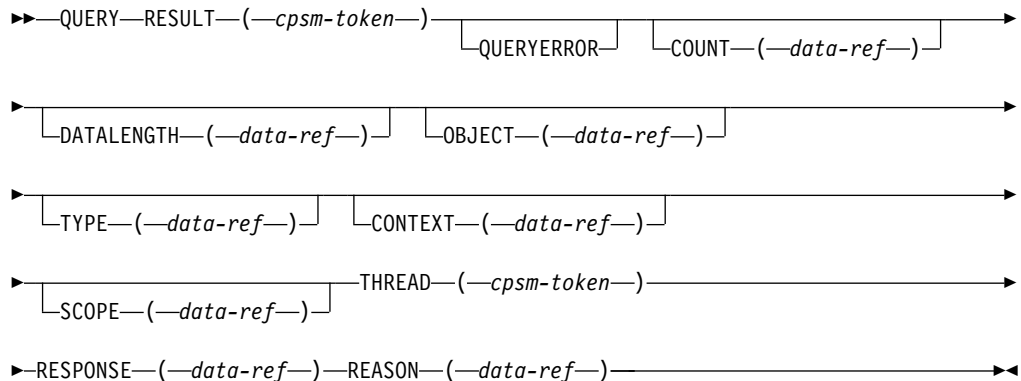 QUERY RESULT ( cpsm-token )
QUERYERROR COUNT ( data-ref )
DATALENGTH ( data-ref ) OBJECT ( data-ref )
TYPE ( data-ref ) CONTEXT ( data-ref )
THREAD ( cpsm-token )
SCOPE ( data-ref )
RESPONSE ( data-ref ) REASON ( data-ref )